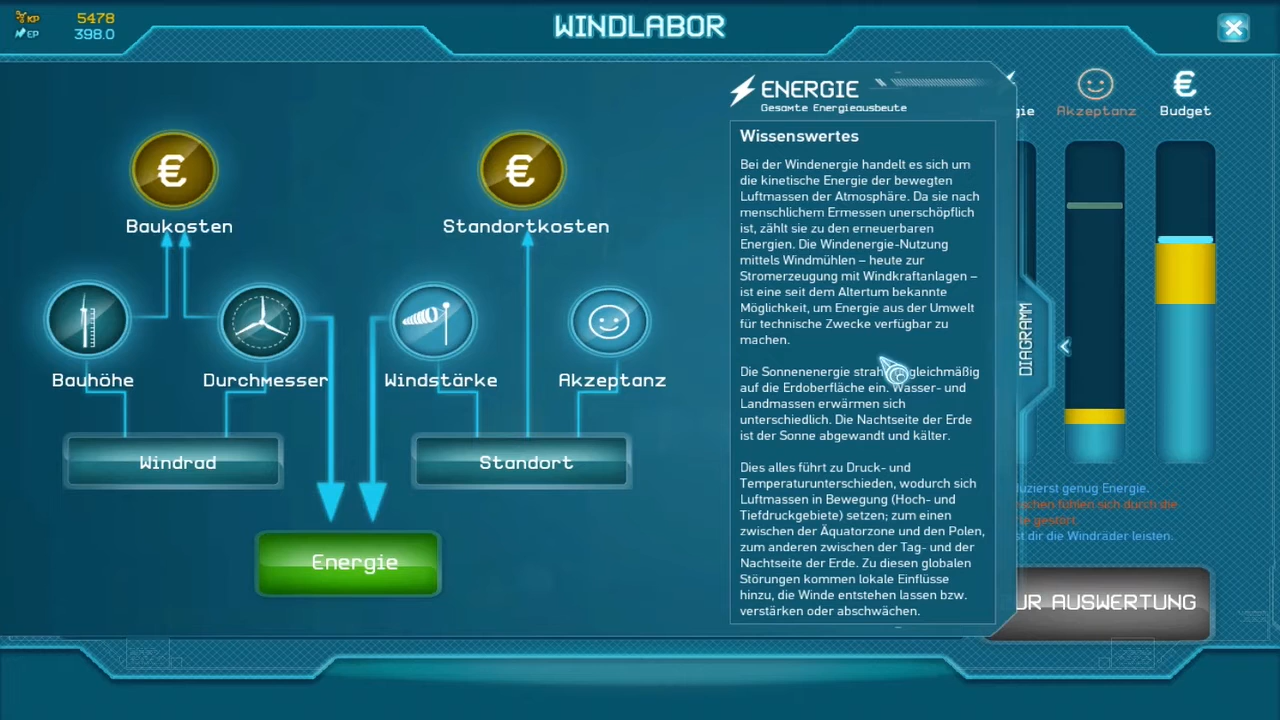 KP 5478
EP 398.0
WINDLABOR
ENERGIE
Gesamte Energieausbeute
Wissenswertes
Bei der Windenergie handelt es sich um
die kinetische Energie der bewegten
Luftmassen der Atmosphäre. Da sie nach
menschlichem Ermessen unerschöpflich
ist, zählt sie zu den erneuerbaren
Energien. Die Windenergie-Nutzung
mittels Windmühlen – heute zur
Stromerzeugung mit Windkraftanlagen –
ist eine seit dem Altertum bekannte
Möglichkeit, um Energie aus der Umwelt
für technische Zwecke verfügbar zu
machen.
Die Sonnenenergie gleichmäßig
auf die Erdoberfläche ein. Wasser- und
Landmassen erwärmen sich
unterschiedlich. Die Nachtseite der Erde
ist der Sonne abgewandt und kälter.
Dies alles führt zu Druck- und
Temperaturunterschieden, wodurch sich
Luftmassen in Bewegung (Hoch- und
Tiefdruckgebiete) setzen; zum einen
zwischen der Äquatorzone und den Polen,
zum anderen zwischen der Tag- und der
Nachtseite der Erde. Zu diesen globalen
Störungen kommen lokale Einflüsse
hinzu, die Winde entstehen lassen bzw.
verstärken oder abschwächen.
€ €
Baukosten Standortkosten
Bauhöhe Durchmesser Windstärke Akzeptanz
Windrad Standort
Energie
DIAGRAMM
gie Akzeptanz Budget
€
duzierst genug Energie.
schen fühlen sich durch die
gestört.
st dir die Windräder leisten.
UR AUSWERTUNG